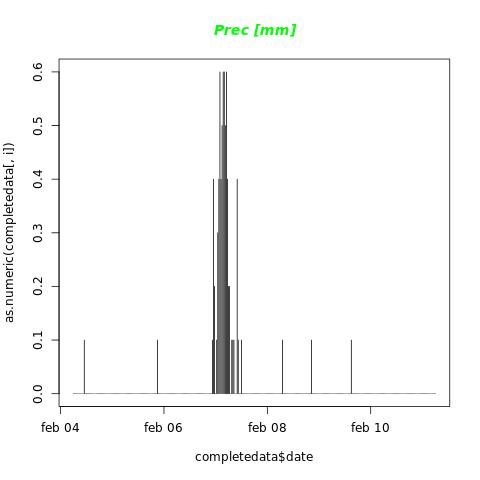 Prec [mm]
as.numeric(completedata[, i])
0.6
0.5
0.4
0.3
0.2
0.1
0.0
feb 04 feb 06 feb 08 feb 10
completedata$date